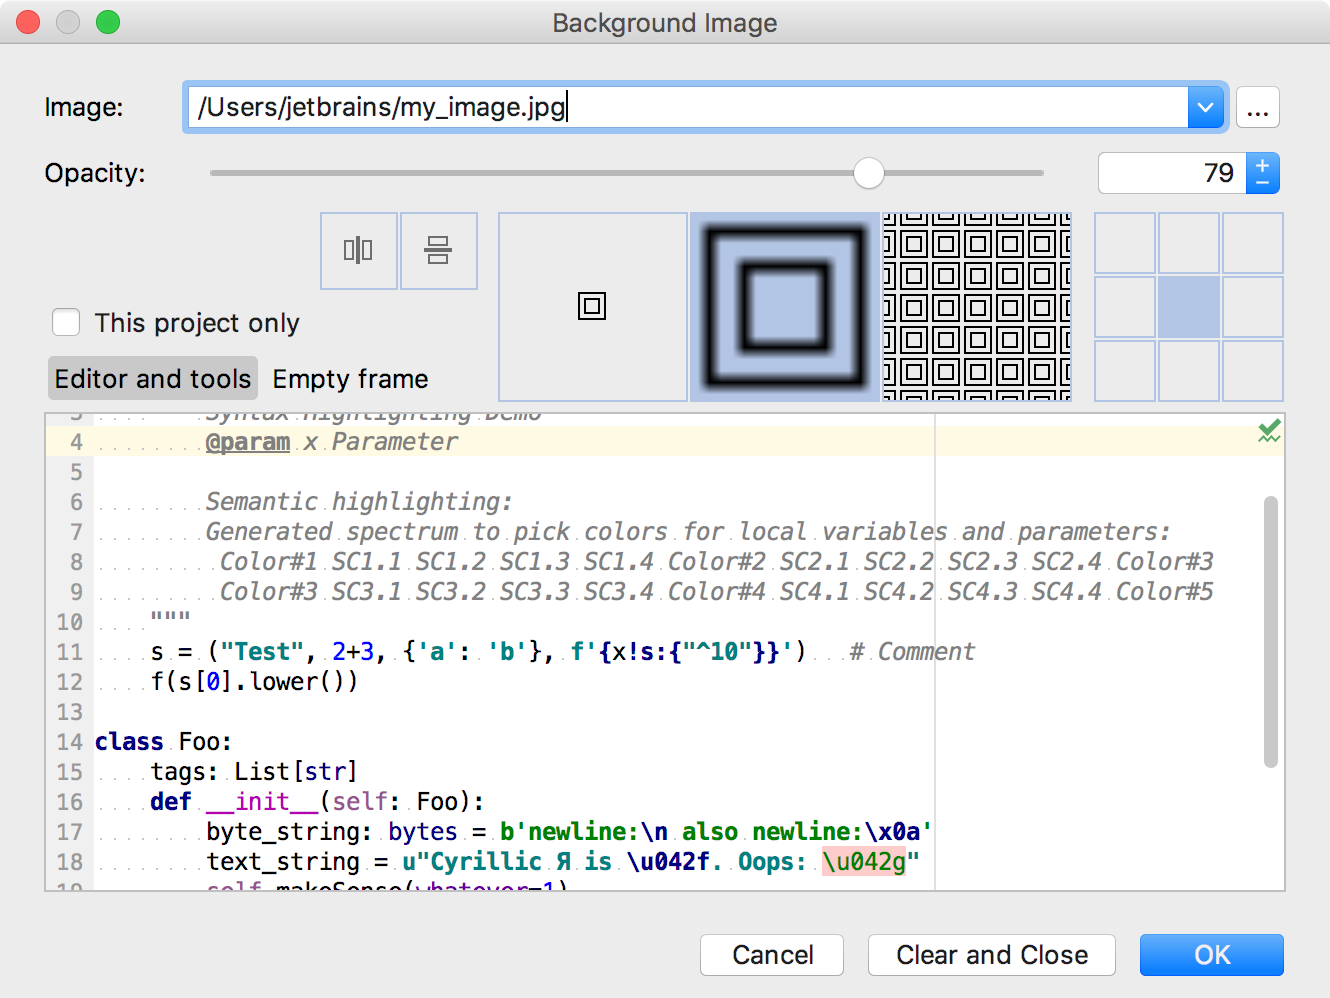 Background Image
Image: /Users/jetbrains/my_image.jpg ...
Opacity: 79
This project only
Editor and tools Empty frame
3 Syntax Highlighting Demo
4 @param x Parameter
5
6 Semantic highlighting:
7 Generated spectrum to pick colors for local variables and parameters:
8 Color#1 SC1.1 SC1.2 SC1.3 SC1.4 Color#2 SC2.1 SC2.2 SC2.3 SC2.4 Color#3
9 Color#3 SC3.1 SC3.2 SC3.3 SC3.4 Color#4 SC4.1 SC4.2 SC4.3 SC4.4 Color#5
10 """
11 s = ("Test", 2+3, {'a': 'b'}, f'{x!s:{"^10"}}') # Comment
12 f(s[0].lower())
13
14 class Foo:
15 tags: List[str]
16 def __init__(self: Foo):
17 byte_string: bytes = b'newline:\n also newline:\x0a'
18 text_string = u"Cyrillic Я is \u042f. Oops: \u042g"
19 self.makeSense(whatever=1)
Cancel Clear and Close OK